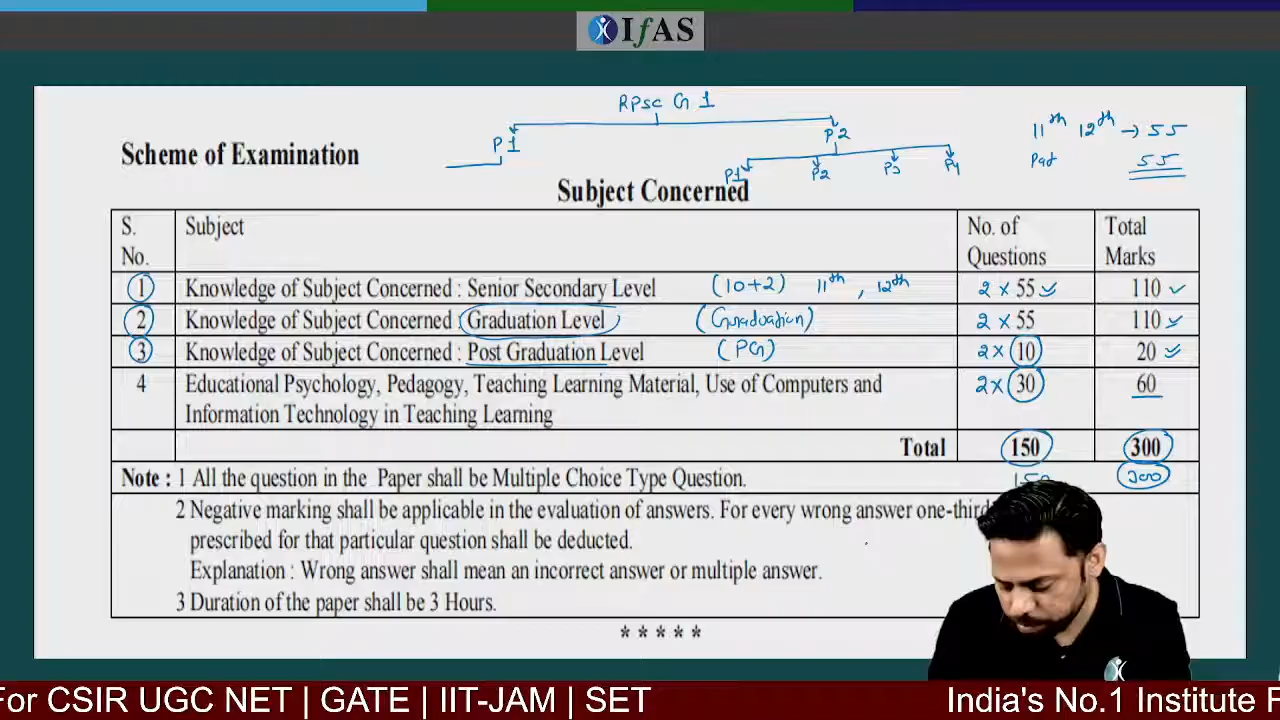 IfAS
RPSC G 1
P1
P2
11th 12th → 55
Scheme of Examination
P1 P2 P3 P4
55
Subject Concerned
S. No. Subject No. of Questions Total Marks
1 Knowledge of Subject Concerned : Senior Secondary Level (10+2) 11th, 12th 2 × 55 110
2 Knowledge of Subject Concerned : Graduation Level (Graduation) 2 × 55 110
3 Knowledge of Subject Concerned : Post Graduation Level (PG) 2 × 10 20
4 Educational Psychology, Pedagogy, Teaching Learning Material, Use of Computers and 2 × 30 60
Information Technology in Teaching Learning
Total 150 300
Note : 1 All the question in the Paper shall be Multiple Choice Type Question. 300
2 Negative marking shall be applicable in the evaluation of answers. For every wrong answer one-third
prescribed for that particular question shall be deducted.
Explanation : Wrong answer shall mean an incorrect answer or multiple answer.
3 Duration of the paper shall be 3 Hours.
*****
For CSIR UGC NET | GATE | IIT-JAM | SET India's No.1 Institute